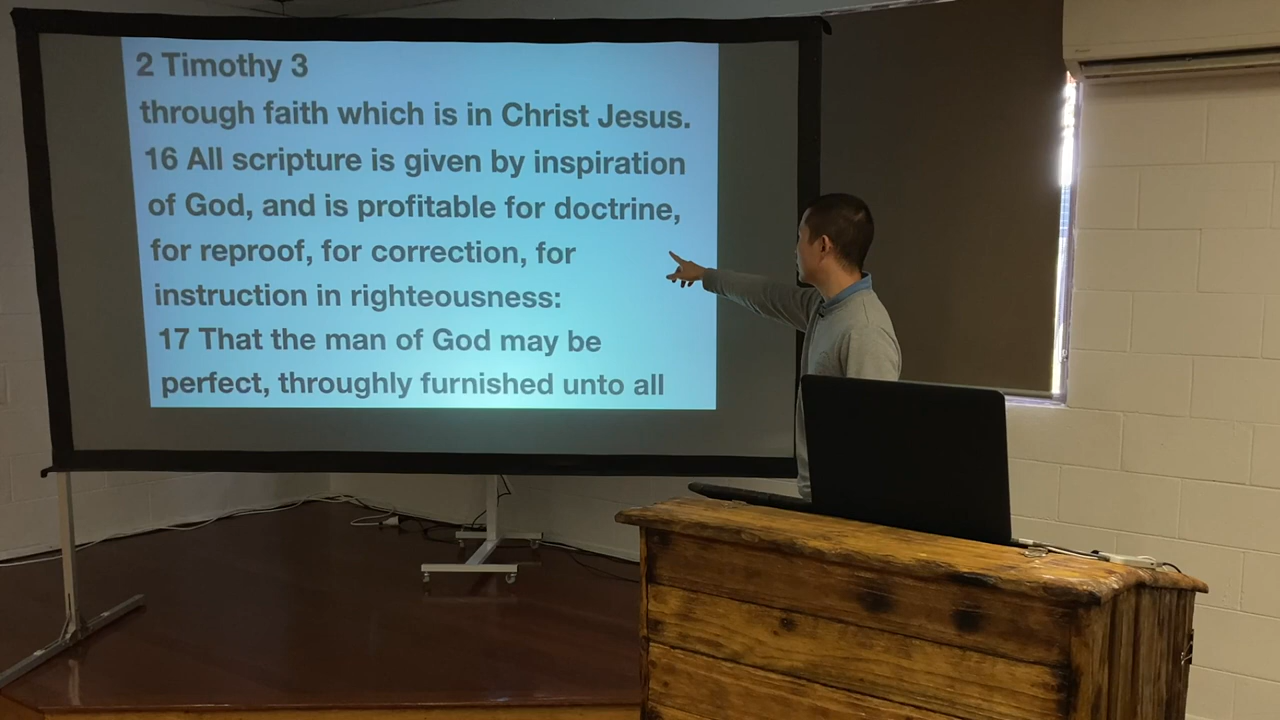 2 Timothy 3
through faith which is in Christ Jesus.
16 All scripture is given by inspiration
of God, and is profitable for doctrine,
for reproof, for correction, for
instruction in righteousness:
17 That the man of God may be
perfect, throughly furnished unto all